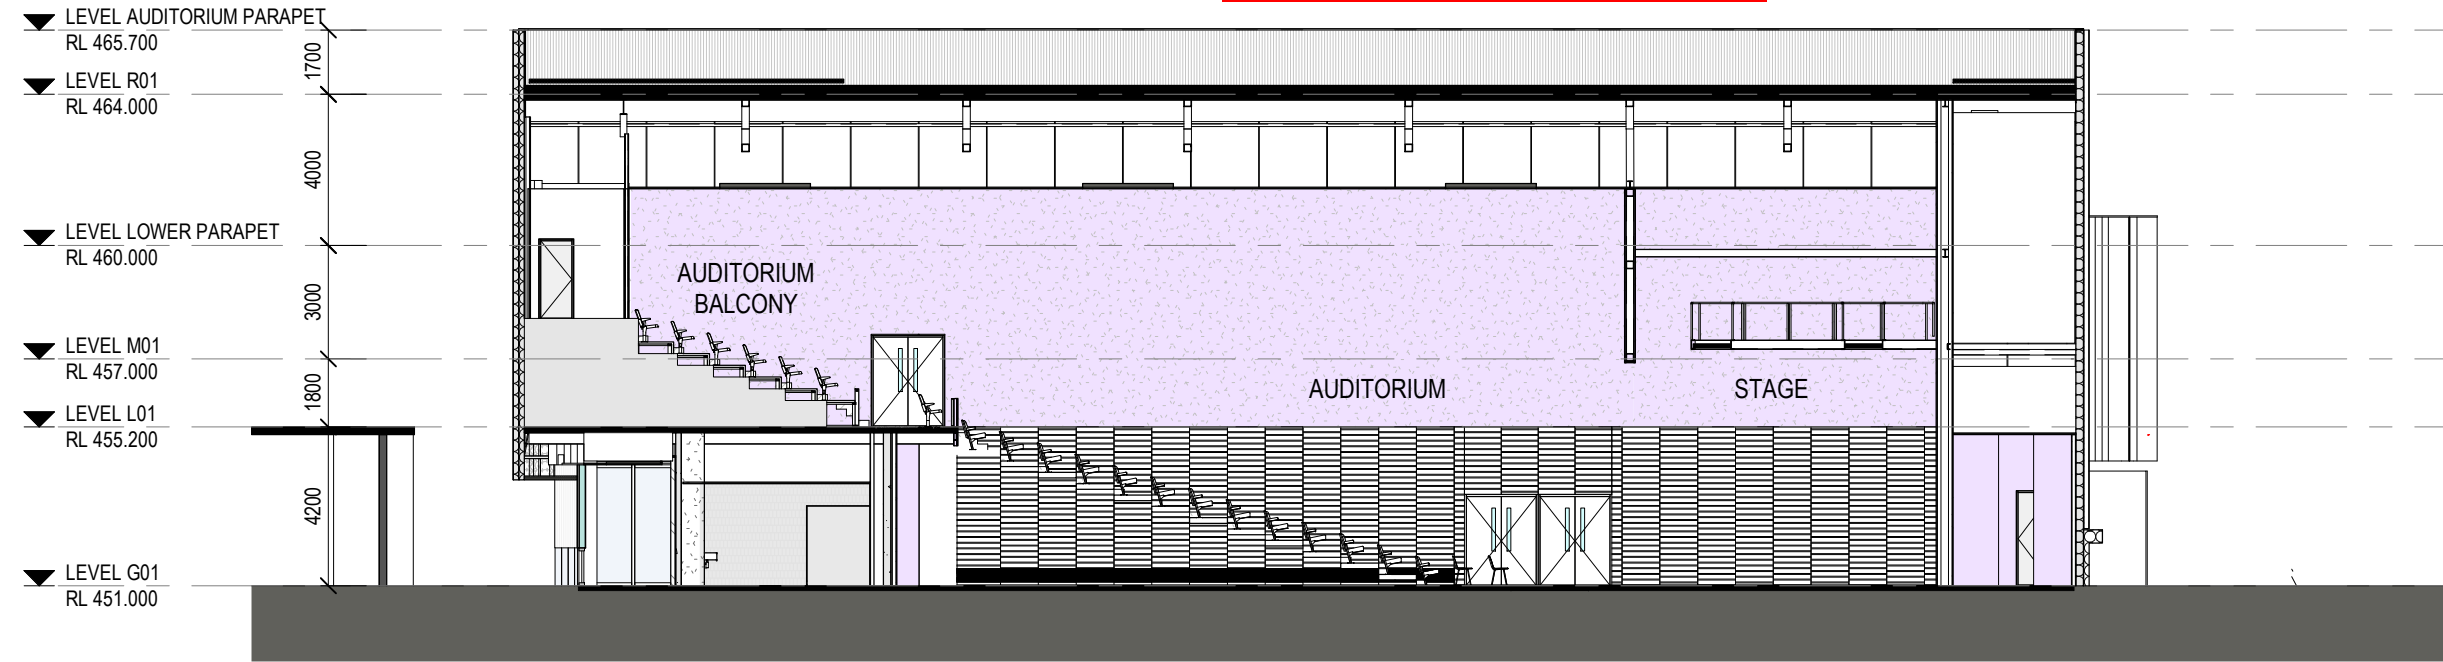 LEVEL AUDITORIUM PARAPET
RL 465.700
1700
LEVEL R01
RL 464.000
4000
LEVEL LOWER PARAPET
RL 460.000
AUDITORIUM
BALCONY
3000
LEVEL M01
RL 457.000
1800
AUDITORIUM
STAGE
LEVEL L01
RL 455.200
4200
LEVEL G01
RL 451.000